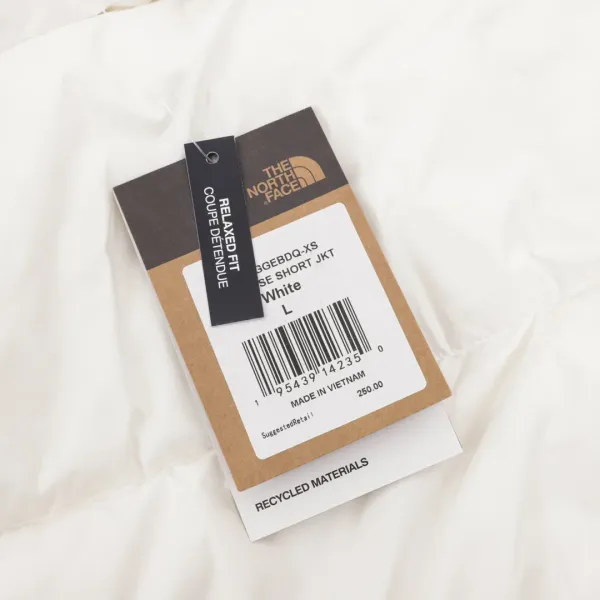 THE
NORTH
FACE
RELAXED FIT
COUPE DÉTENDUE
GGEBDQ-XS
SE SHORT JKT
White
L
1 95439 14235 0
MADE IN VIETNAM
250.00
SuggestedRetail
RECYCLED MATERIALS